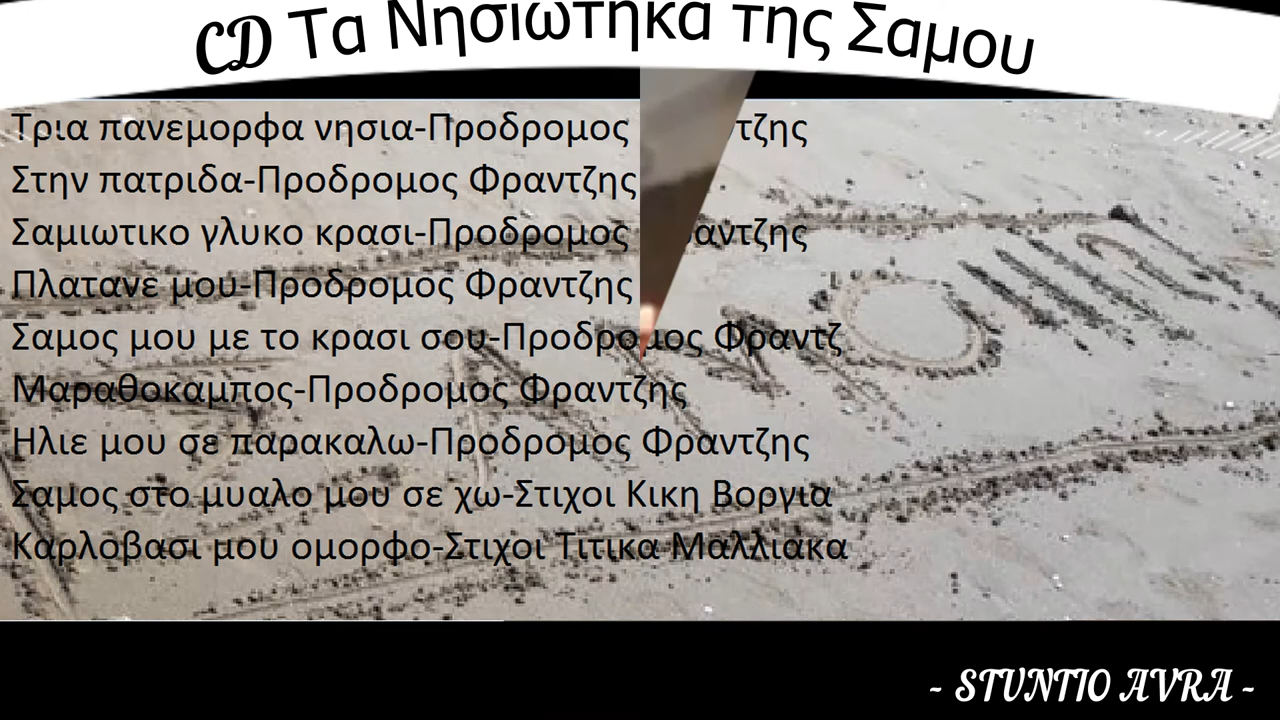 CD Τα Νησιωτηκα της Σαμου
Τρια πανεμορφα νησια-Προδρομος τζης
Στην πατριδα-Προδρομος Φραντζης
Σαμιωτικο γλυκο κρασι-Προδρομος αντζης
Πλατανε μου-Προδρομος Φραντζης
Σαμος μου με το κρασι σου-Προδρομος Φραντζ
Μαραθοκαμπος-Προδρομος Φραντζης
Ηλιε μου σε παρακαλω-Προδρομος Φραντζης
Σαμος στο μυαλο μου σε χω-Στιχοι Κικη Βοργια
Καρλοβασι μου ομορφο-Στιχοι Τιτικα Μαλλιακα
- STUNTIO AVRA -